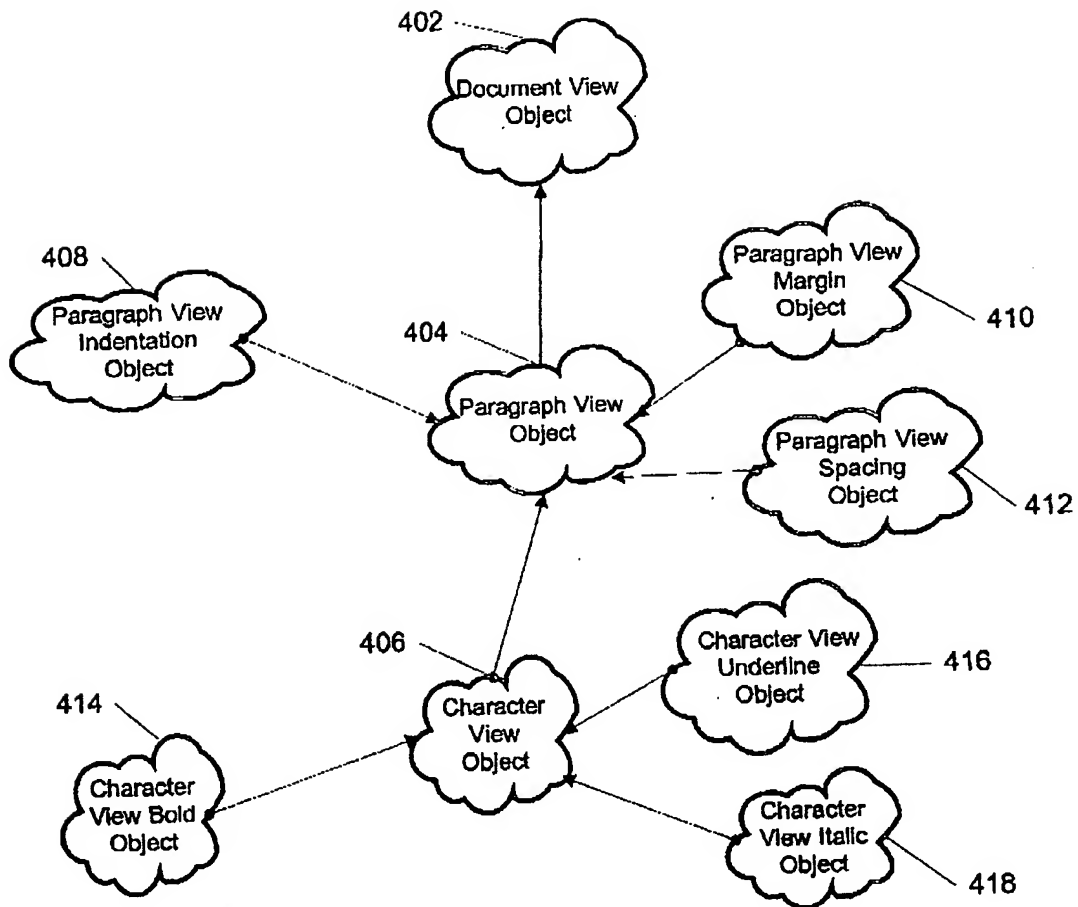 402
Document View
Object
408
Paragraph View
Indentation
Object
404
Paragraph View
Object
Paragraph View
Margin
Object
410
Paragraph View
Spacing
Object
412
406
Character
View
Object
Character View
Underline
Object
416
414
Character
View Bold
Object
Character
View Italic
Object
418